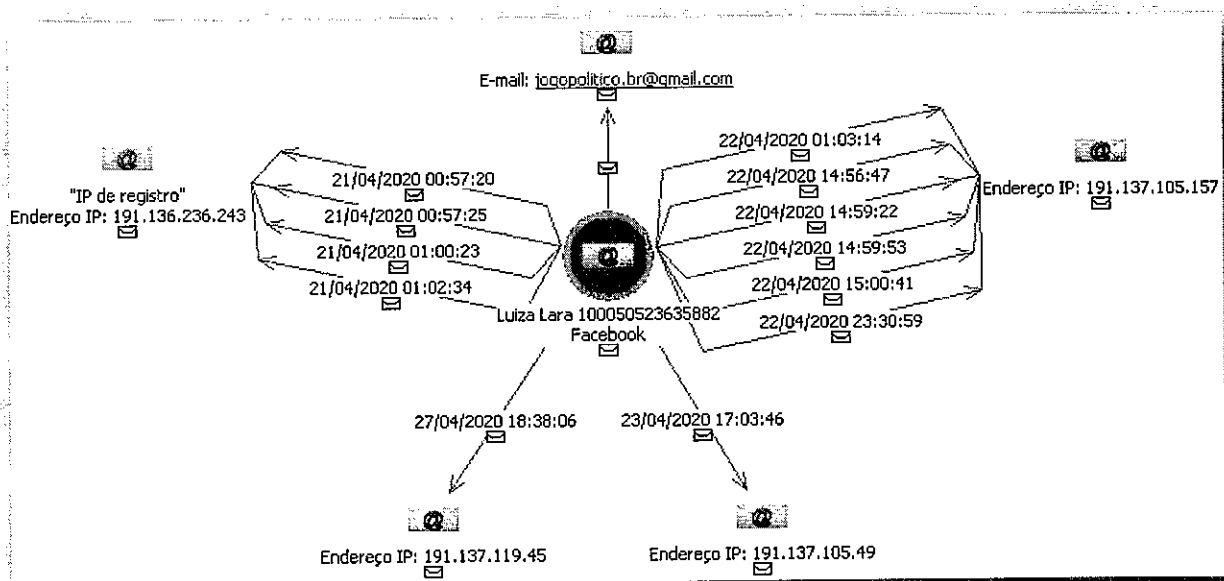 @
E-mail: jogopolitico.br@gmail.com
@
"IP de registro"
Endereço IP: 191.136.236.243
21/04/2020 00:57:20
21/04/2020 00:57:25
21/04/2020 01:00:23
21/04/2020 01:02:34
@
Luiza Lara 100050523635882
Facebook
22/04/2020 01:03:14
22/04/2020 14:56:47
22/04/2020 14:59:22
22/04/2020 14:59:53
22/04/2020 15:00:41
22/04/2020 23:30:59
@
Endereço IP: 191.137.105.157
27/04/2020 18:38:06
23/04/2020 17:03:46
@
Endereço IP: 191.137.119.45
@
Endereço IP: 191.137.105.49